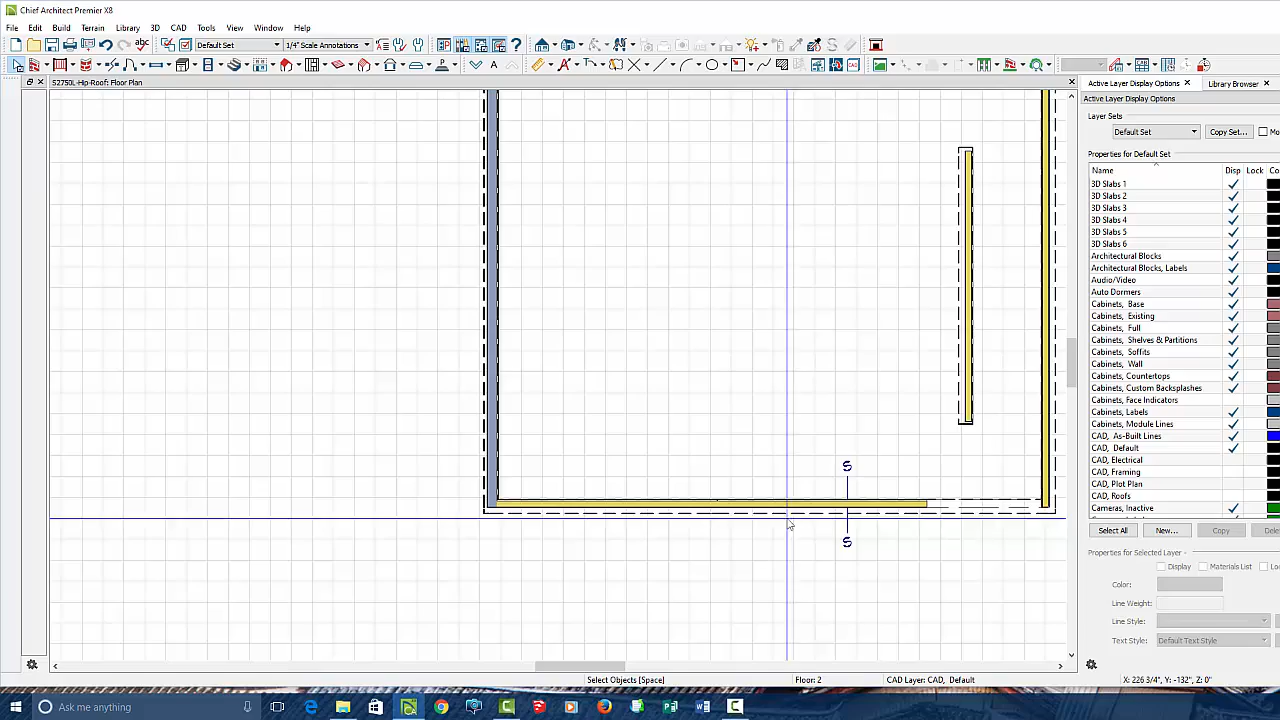 Chief Architect Premier X8
File Edit Build Terrain Library 3D CAD Tools View Window Help
Default Set 1/4" Scale Annotations
52750L-Hip-Roof: Floor Plan
Active Layer Display Options Library Browser
Active Layer Display Options
Layer Sets
Default Set Copy Set...
Properties for Default Set
Name Disp Lock Co
3D Slabs 1
3D Slabs 2
3D Slabs 3
3D Slabs 4
3D Slabs 5
3D Slabs 6
Architectural Blocks
Architectural Blocks, Labels
Audio/Video
Auto Dormers
Cabinets, Base
Cabinets, Existing
Cabinets, Full
Cabinets, Shelves & Partitions
Cabinets, Soffits
Cabinets, Wall
Cabinets, Countertops
Cabinets, Custom Backsplashes
Cabinets, Face Indicators
Cabinets, Labels
Cabinets, Module Lines
CAD, As-Built Lines
CAD, Default
CAD, Electrical
CAD, Framing
CAD, Plot Plan
CAD, Roofs
Cameras, Inactive
S
S
Select All New... Copy Dele
Properties for Selected Layer
Display Materials List Lo
Color:
Line Weight:
Line Style:
Text Style: Default Text Style
Select Objects [Space] Floor: 2 CAD Layer: CAD, Default X: 226 3/4", Y: -132", Z: 0"
Ask me anything